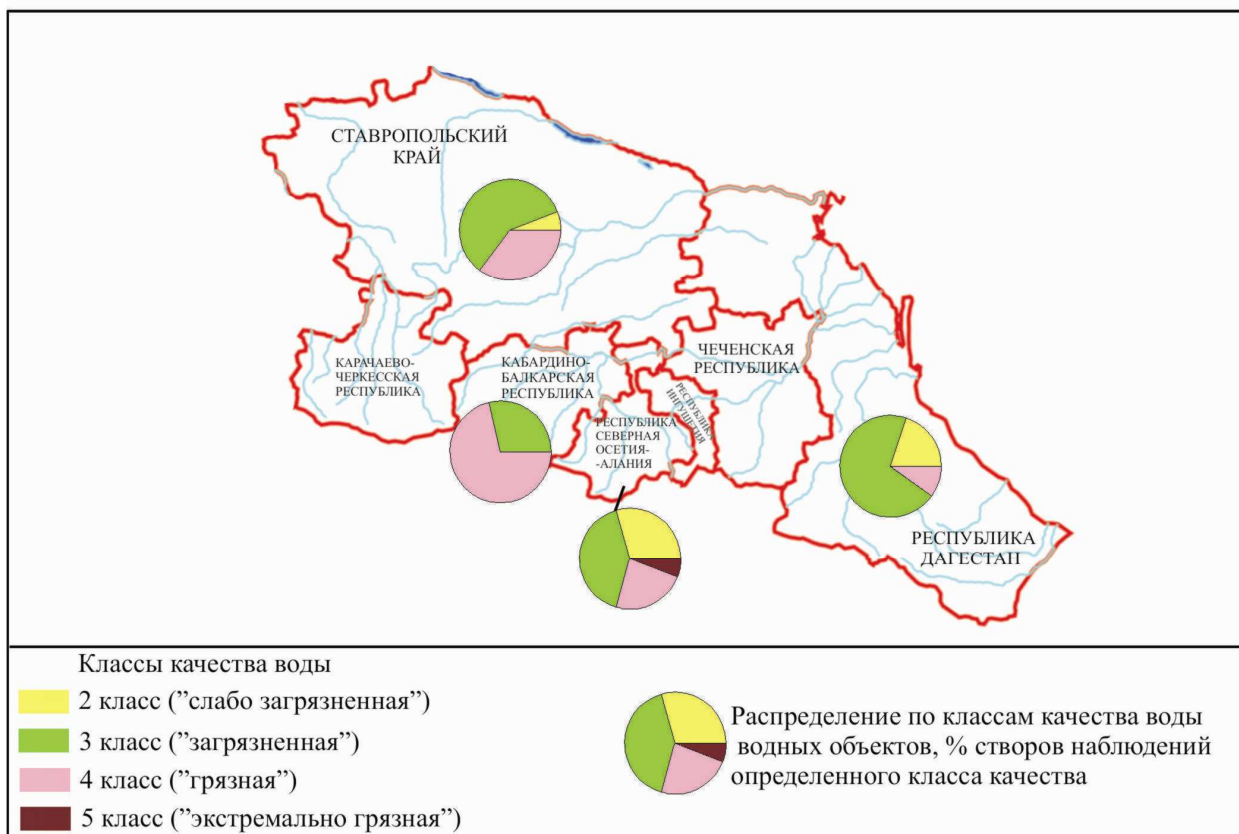 СТАВРОПОЛЬСКИЙ
КРАЙ
КАРАЧАЕВО-
ЧЕРКЕССКАЯ
РЕСПУБЛИКА
КАБАРДИНО-
БАЛКАРСКАЯ
РЕСПУБЛИКА
РЕСПУБЛИКА
СЕВЕРНАЯ
ОСЕТИЯ-
-АЛАНИЯ
РЕСПУБЛИКА
ИНГУШЕТИЯ
ЧЕЧЕНСКАЯ
РЕСПУБЛИКА
РЕСПУБЛИКА
ДАГЕСТАН
Классы качества воды
2 класс (”слабо загрязненная”)
3 класс (”загрязненная”)
4 класс (”грязная”)
5 класс (”экстремально грязная”)
Распределение по классам качества воды
водных объектов, % створов наблюдений
определенного класса качества